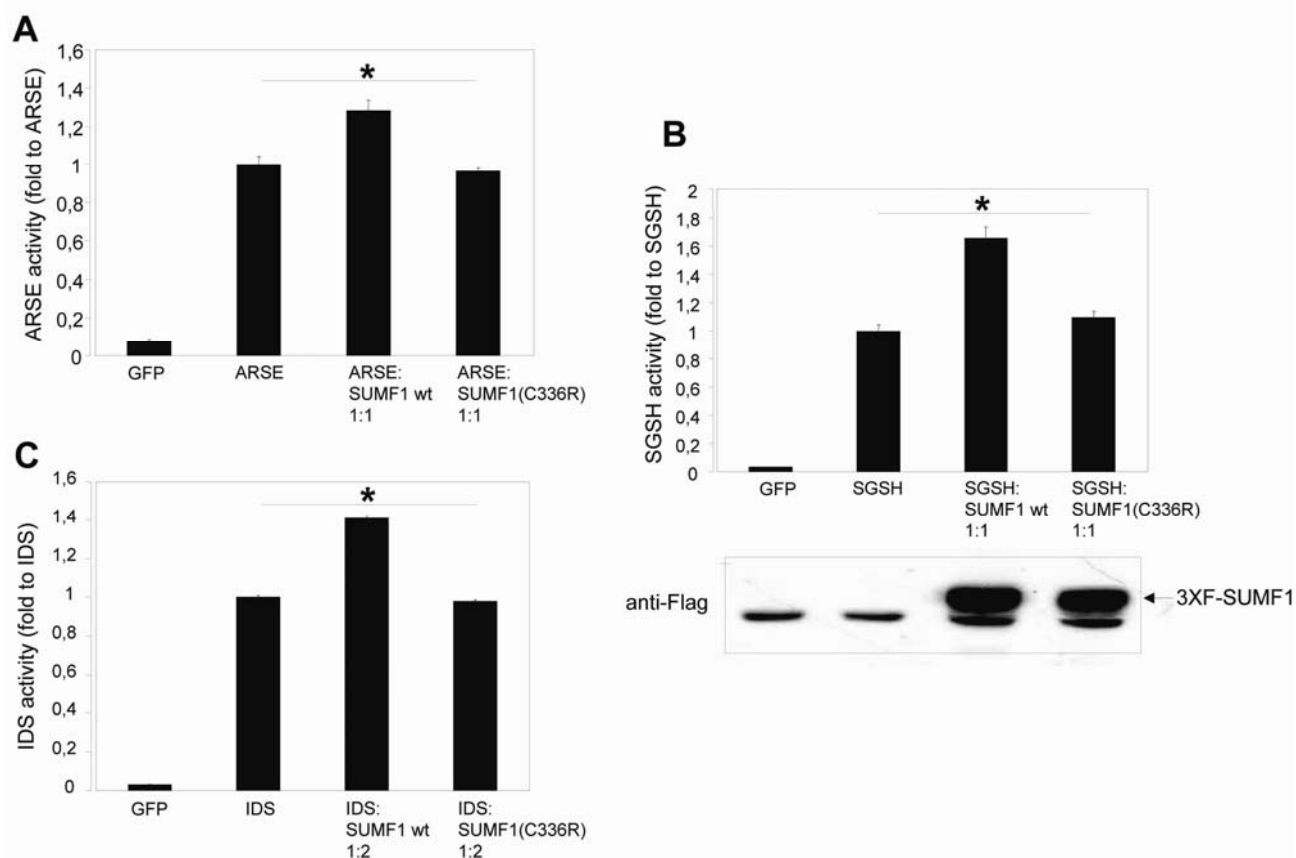 A
ARSE activity (fold to ARSE)
1,6
1,4
1,2
1
0,8
0,6
0,4
0,2
0
*
GFP
ARSE
ARSE:
SUMF1 wt
1:1
ARSE:
SUMF1(C336R)
1:1
B
SGSH activity (fold to SGSH)
2
1,8
1,6
1,4
1,2
1
0,8
0,6
0,4
0,2
0
*
GFP
SGSH
SGSH:
SUMF1 wt
1:1
SGSH:
SUMF1(C336R)
1:1
anti-Flag
3XF-SUMF1
C
IDS activity (fold to IDS)
1,6
1,4
1,2
1
0,8
0,6
0,4
0,2
0
*
GFP
IDS
IDS:
SUMF1 wt
1:2
IDS:
SUMF1(C336R)
1:2